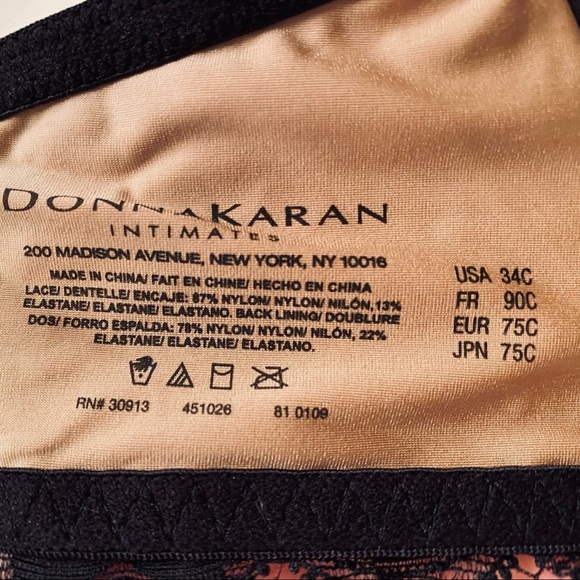 DONNAKARAN
INTIMATES
200 MADISON AVENUE, NEW YORK, NY 10016
MADE IN CHINA/ FAIT EN CHINE/ HECHO EN CHINA
LACE/ DENTELLE/ ENCAJE: 87% NYLON/ NYLON/ NILÓN,13%
ELASTANE/ ELASTANE/ ELASTANO. BACK LINING/ DOUBLURE
DOS/ FORRO ESPALDA: 78% NYLON/ NYLON/ NILÓN, 22%
ELASTANE/ ELASTANE/ ELASTANO.
RN# 30913 451026 81 0109
USA 34C
FR 90C
EUR 75C
JPN 75C